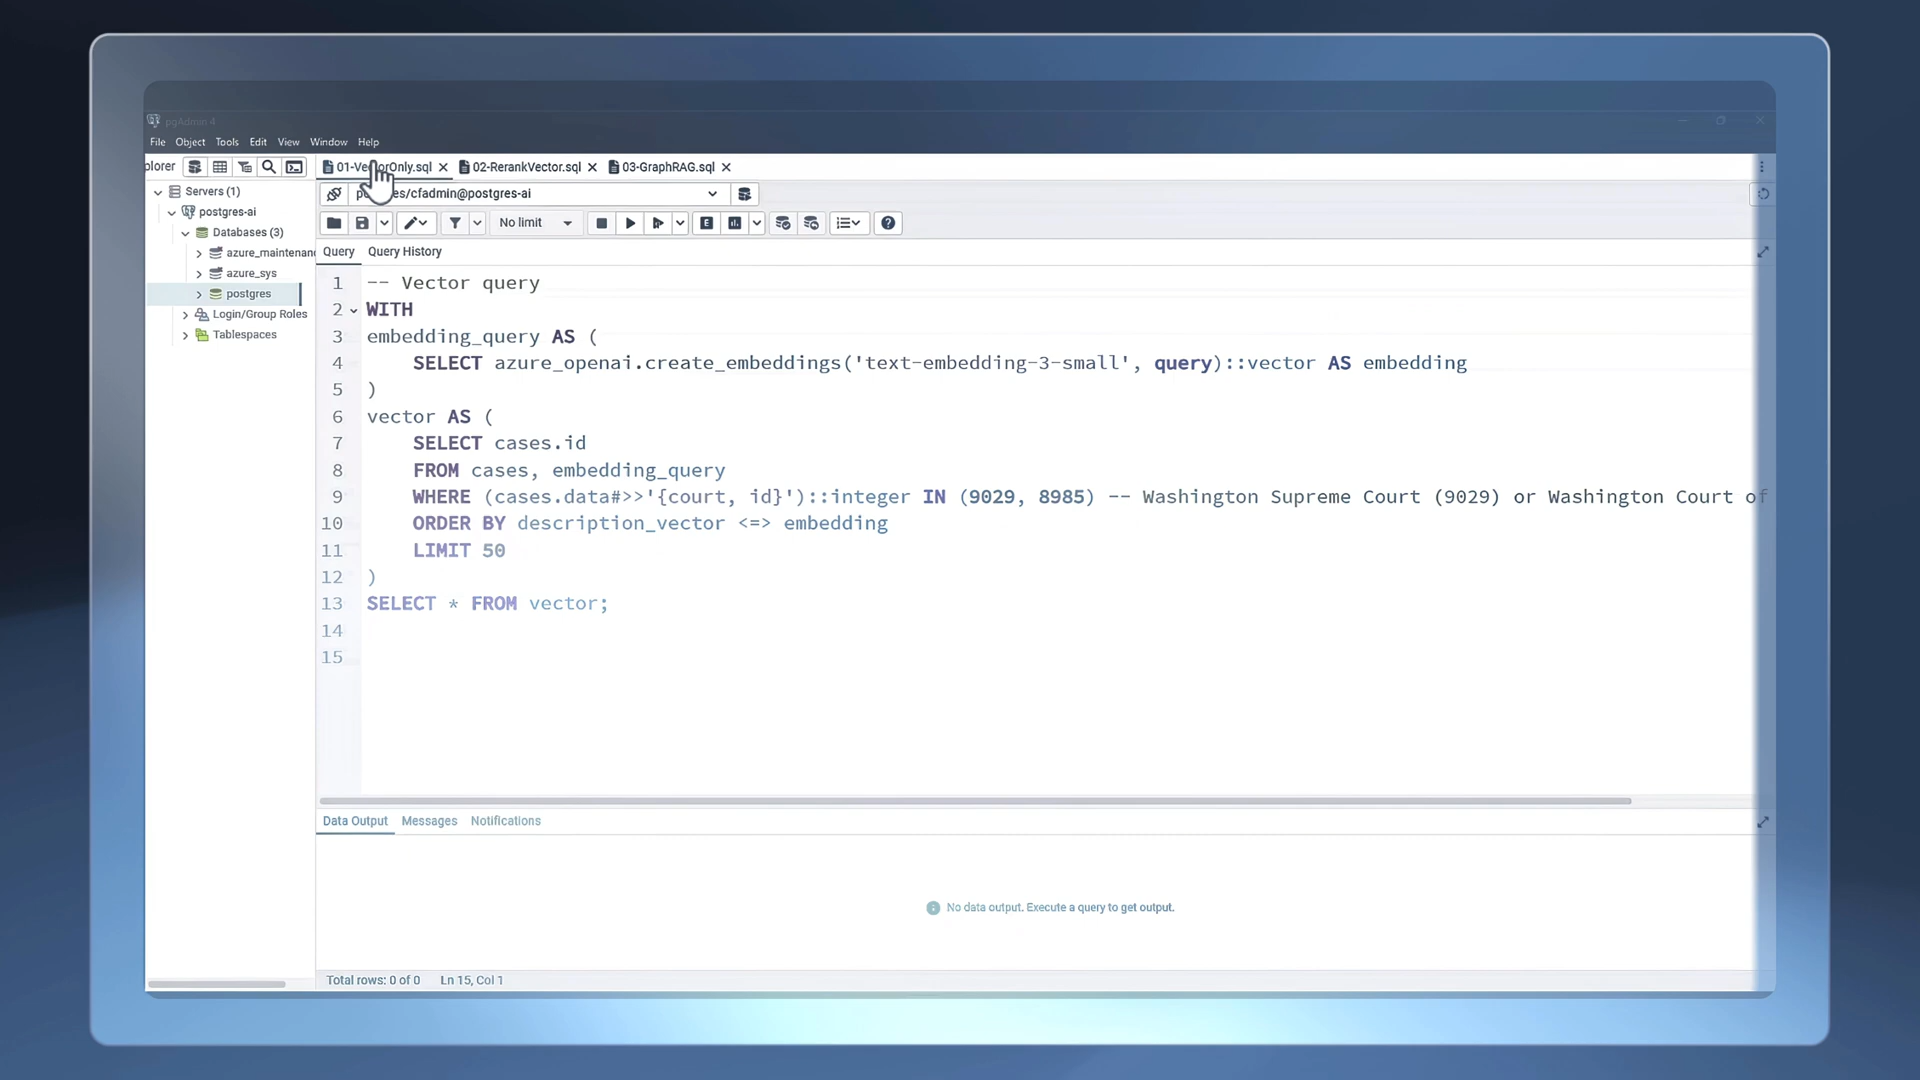 pgAdmin 4
File Object Tools Edit View Window Help
plorer
01-VectorOnly.sql
02-RerankVector.sql
03-GraphRAG.sql
Servers (1)
postgres-ai
Databases (3)
azure_maintenanc
azure_sys
postgres
Login/Group Roles
Tablespaces
es/cfadmin@postgres-ai
No limit
E
Query Query History
1 -- Vector query
2 WITH
3 embedding_query AS (
4 SELECT azure_openai.create_embeddings('text-embedding-3-small', query)::vector AS embedding
5 )
6 vector AS (
7 SELECT cases.id
8 FROM cases, embedding_query
9 WHERE (cases.data#>>'{court, id}')::integer IN (9029, 8985) -- Washington Supreme Court (9029) or Washington Court of
10 ORDER BY description_vector <=> embedding
11 LIMIT 50
12 )
13 SELECT * FROM vector;
14
15
Data Output Messages Notifications
No data output. Execute a query to get output.
Total rows: 0 of 0 Ln 15, Col 1